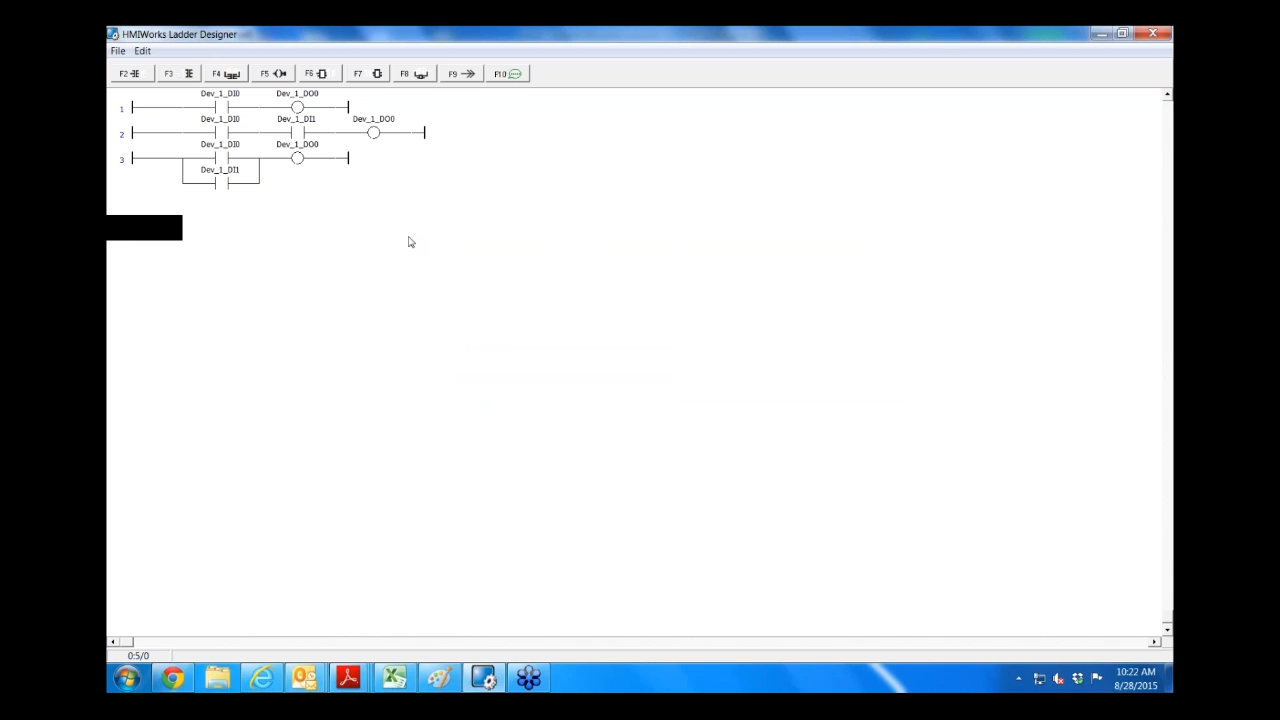 HMIWorks Ladder Designer
File Edit
F2 F3 F4 F5 F6 F7 F8 F9 F10
Dev_1_DI0 Dev_1_DO0
1
Dev_1_DI0 Dev_1_DI1 Dev_1_DO0
2
Dev_1_DI0 Dev_1_DO0
3
Dev_1_DI1
0:5/0
10:22 AM
8/28/2015